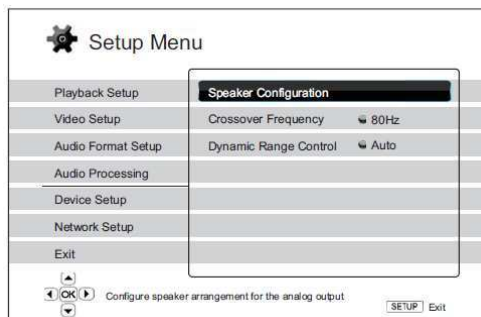 Setup Menu
Playback Setup
Video Setup
Audio Format Setup
Audio Processing
Device Setup
Network Setup
Exit
Speaker Configuration
Crossover Frequency 80Hz
Dynamic Range Control Auto
OK Configure speaker arrangement for the analog output
SETUP Exit